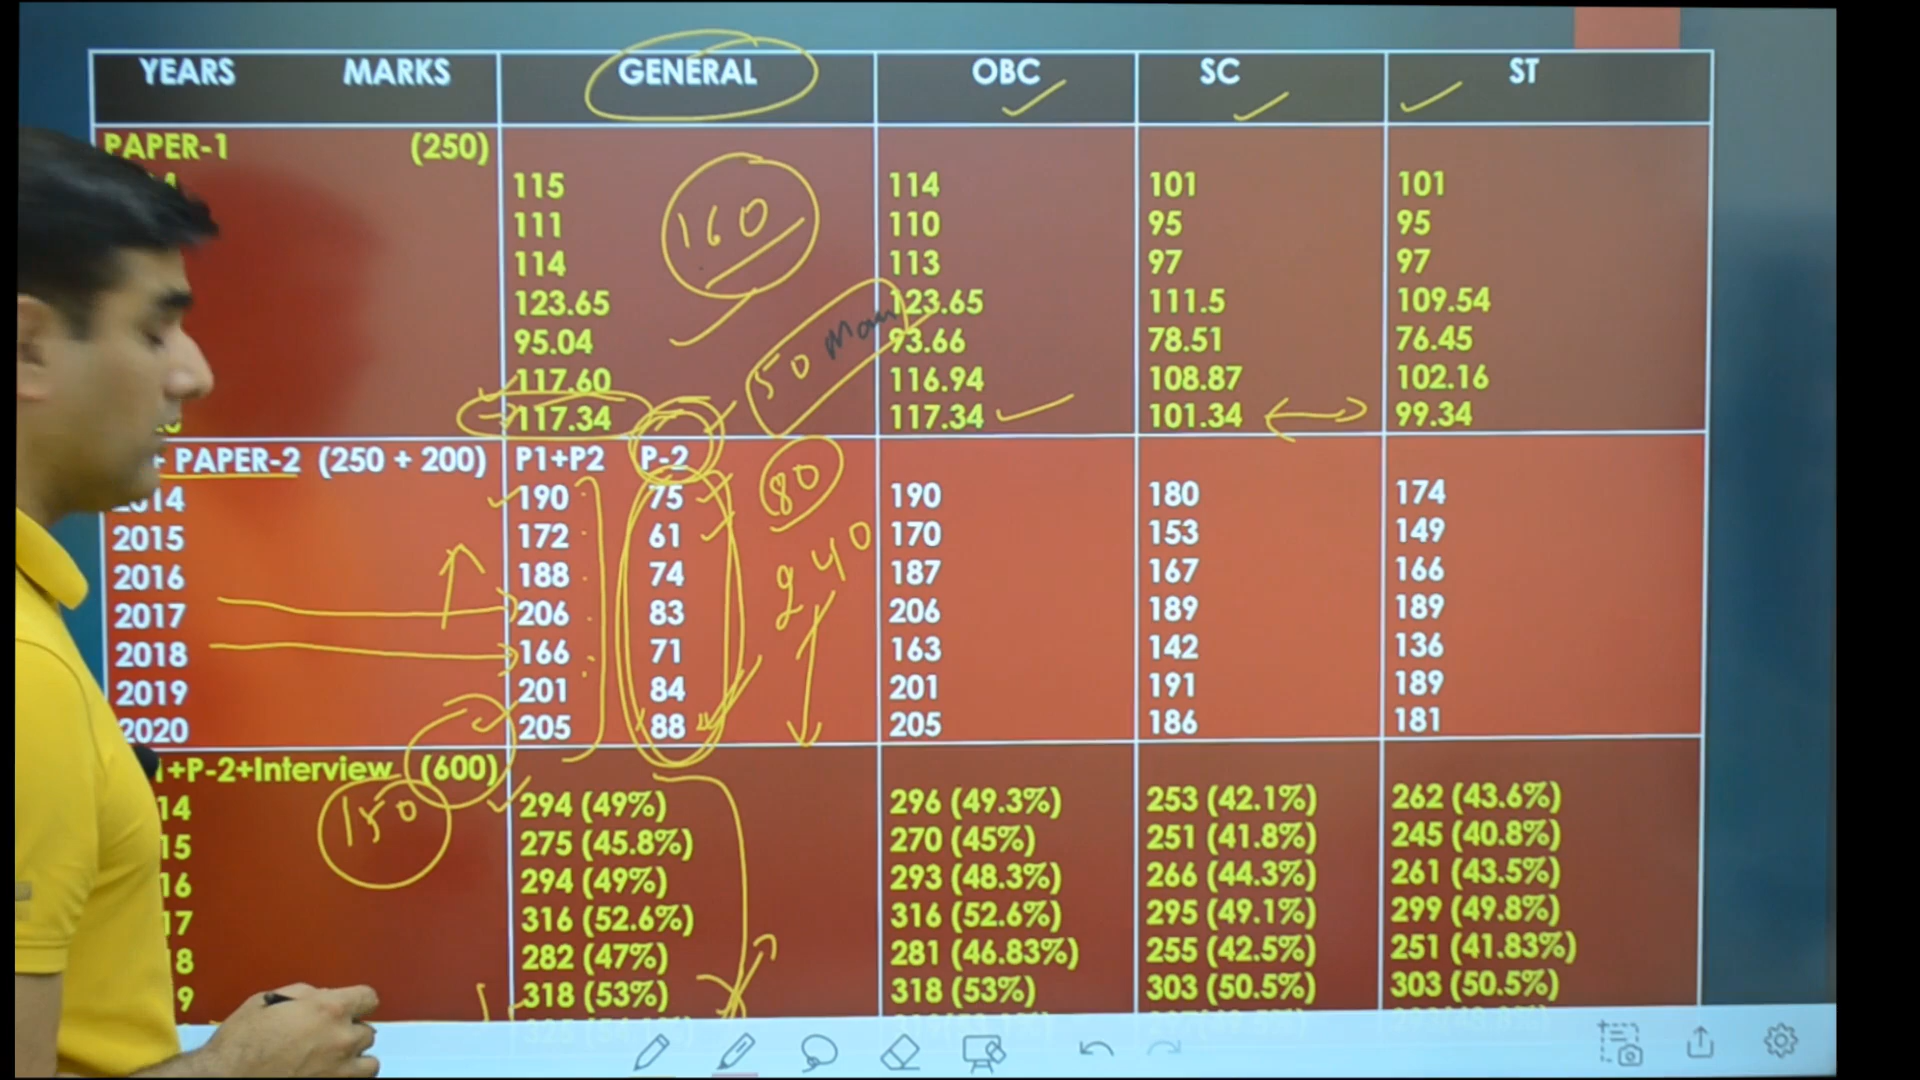 YEARS MARKS GENERAL OBC SC ST
PAPER-1 (250)
115 114 101 101
111 160 110 95 95
114 113 97 97
123.65 123.65 111.5 109.54
95.04 50 93.66 78.51 76.45
117.60 116.94 108.87 102.16
117.34 117.34 101.34 99.34
+ PAPER-2 (250 + 200) P1+P2 P-2 80
2014 190 75 190 180 174
2015 172 61 170 153 149
2016 188 74 40 187 167 166
2017 206 83 206 189 189
2018 166 71 163 142 136
2019 201 84 201 191 189
2020 205 88 205 186 181
1+P-2+Interview (600)
14 150 294 (49%) 296 (49.3%) 253 (42.1%) 262 (43.6%)
15 275 (45.8%) 270 (45%) 251 (41.8%) 245 (40.8%)
16 294 (49%) 293 (48.3%) 266 (44.3%) 261 (43.5%)
17 316 (52.6%) 316 (52.6%) 295 (49.1%) 299 (49.8%)
8 282 (47%) 281 (46.83%) 255 (42.5%) 251 (41.83%)
9 318 (53%) 318 (53%) 303 (50.5%) 303 (50.5%)